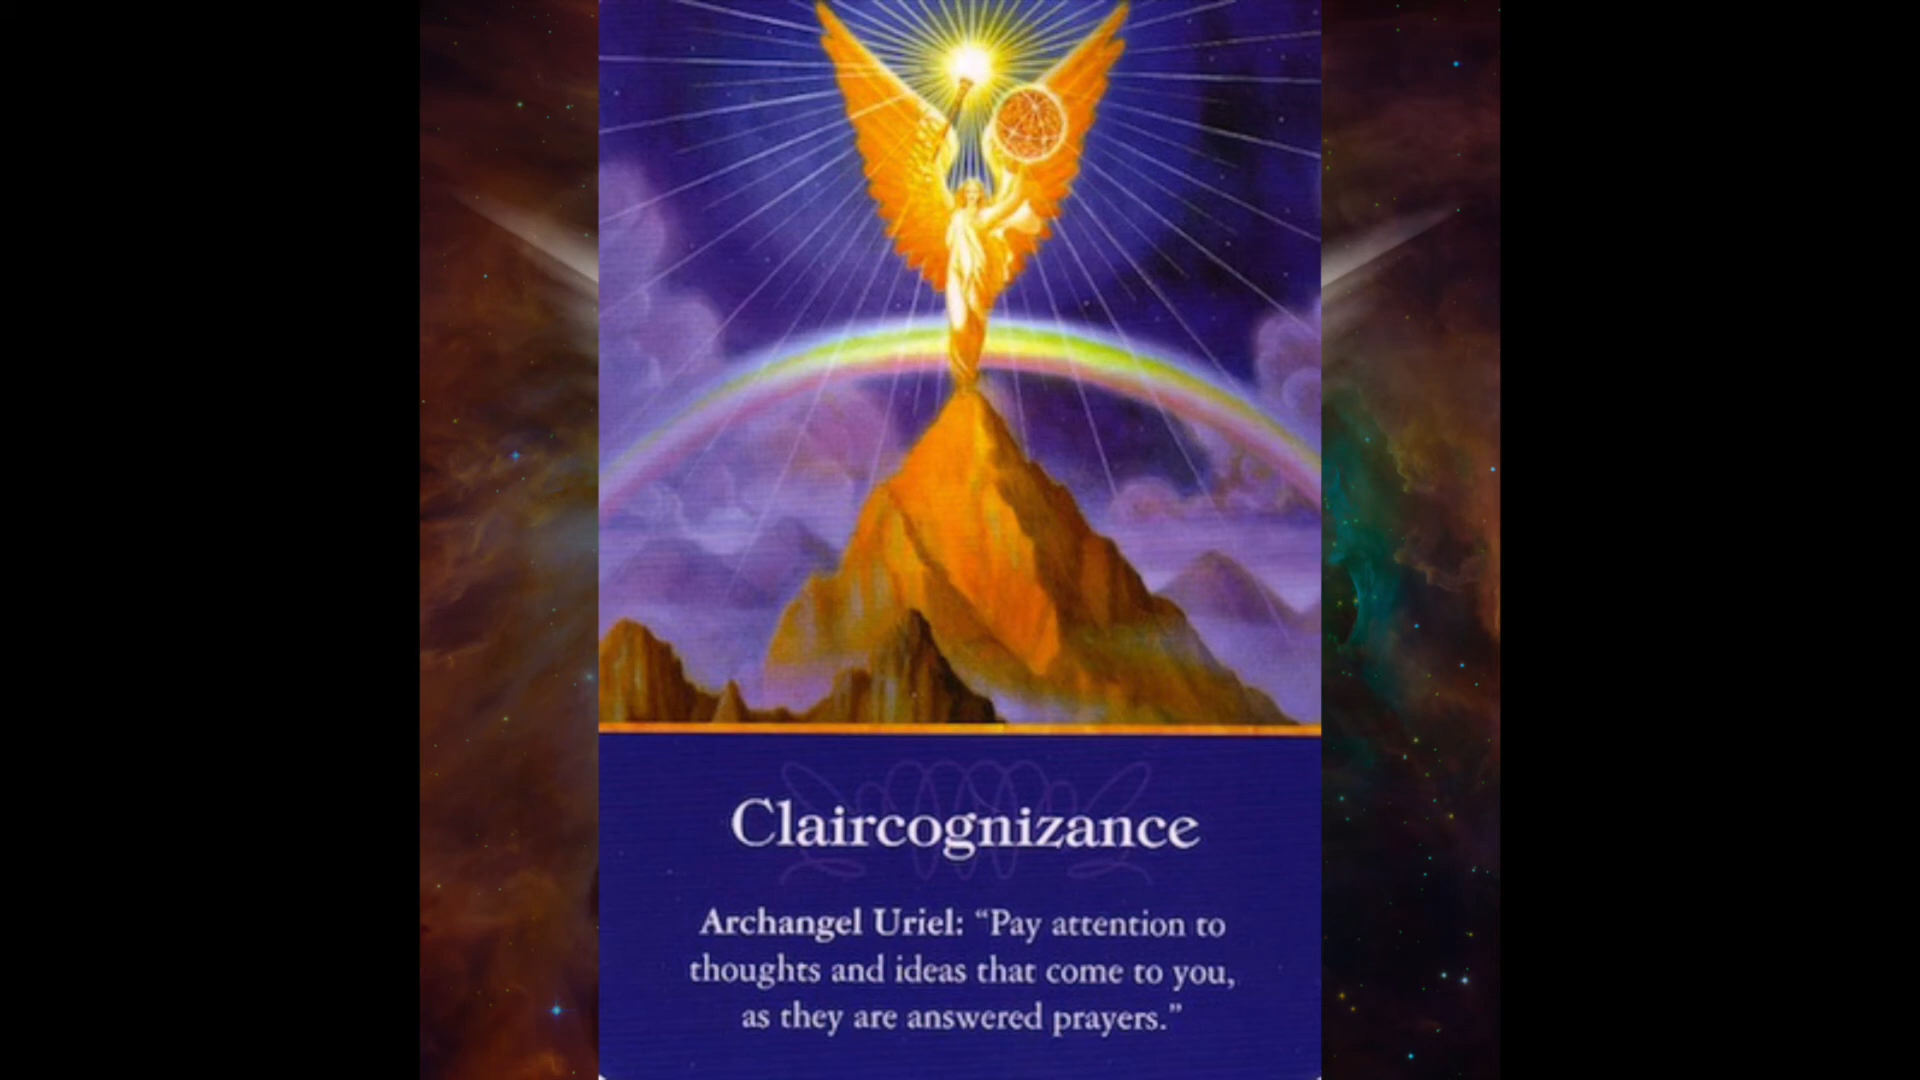 Claircognizance
Archangel Uriel: “Pay attention to
thoughts and ideas that come to you,
as they are answered prayers.”